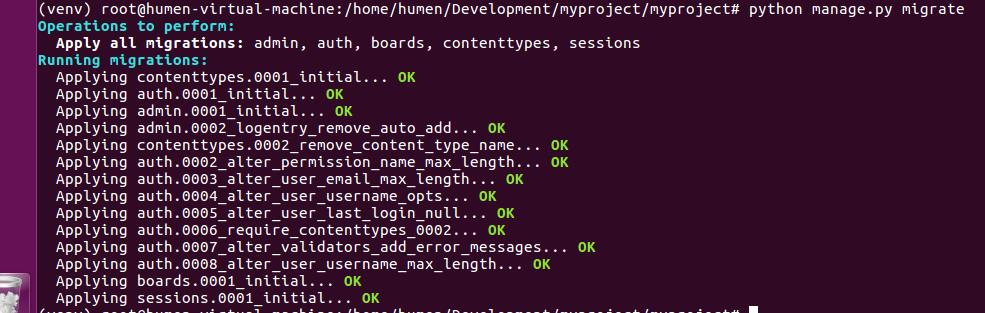 (venv) root@humen-virtual-machine:/home/humen/Development/myproject/myproject# python manage.py migrate
Operations to perform:
  Apply all migrations: admin, auth, boards, contenttypes, sessions
Running migrations:
  Applying contenttypes.0001_initial... OK
  Applying auth.0001_initial... OK
  Applying admin.0001_initial... OK
  Applying admin.0002_logentry_remove_auto_add... OK
  Applying contenttypes.0002_remove_content_type_name... OK
  Applying auth.0002_alter_permission_name_max_length... OK
  Applying auth.0003_alter_user_email_max_length... OK
  Applying auth.0004_alter_user_username_opts... OK
  Applying auth.0005_alter_user_last_login_null... OK
  Applying auth.0006_require_contenttypes_0002... OK
  Applying auth.0007_alter_validators_add_error_messages... OK
  Applying auth.0008_alter_user_username_max_length... OK
  Applying boards.0001_initial... OK
  Applying sessions.0001_initial... OK
(venv) root@humen-virtual-machine:/home/humen/Development/myproject/myproject#